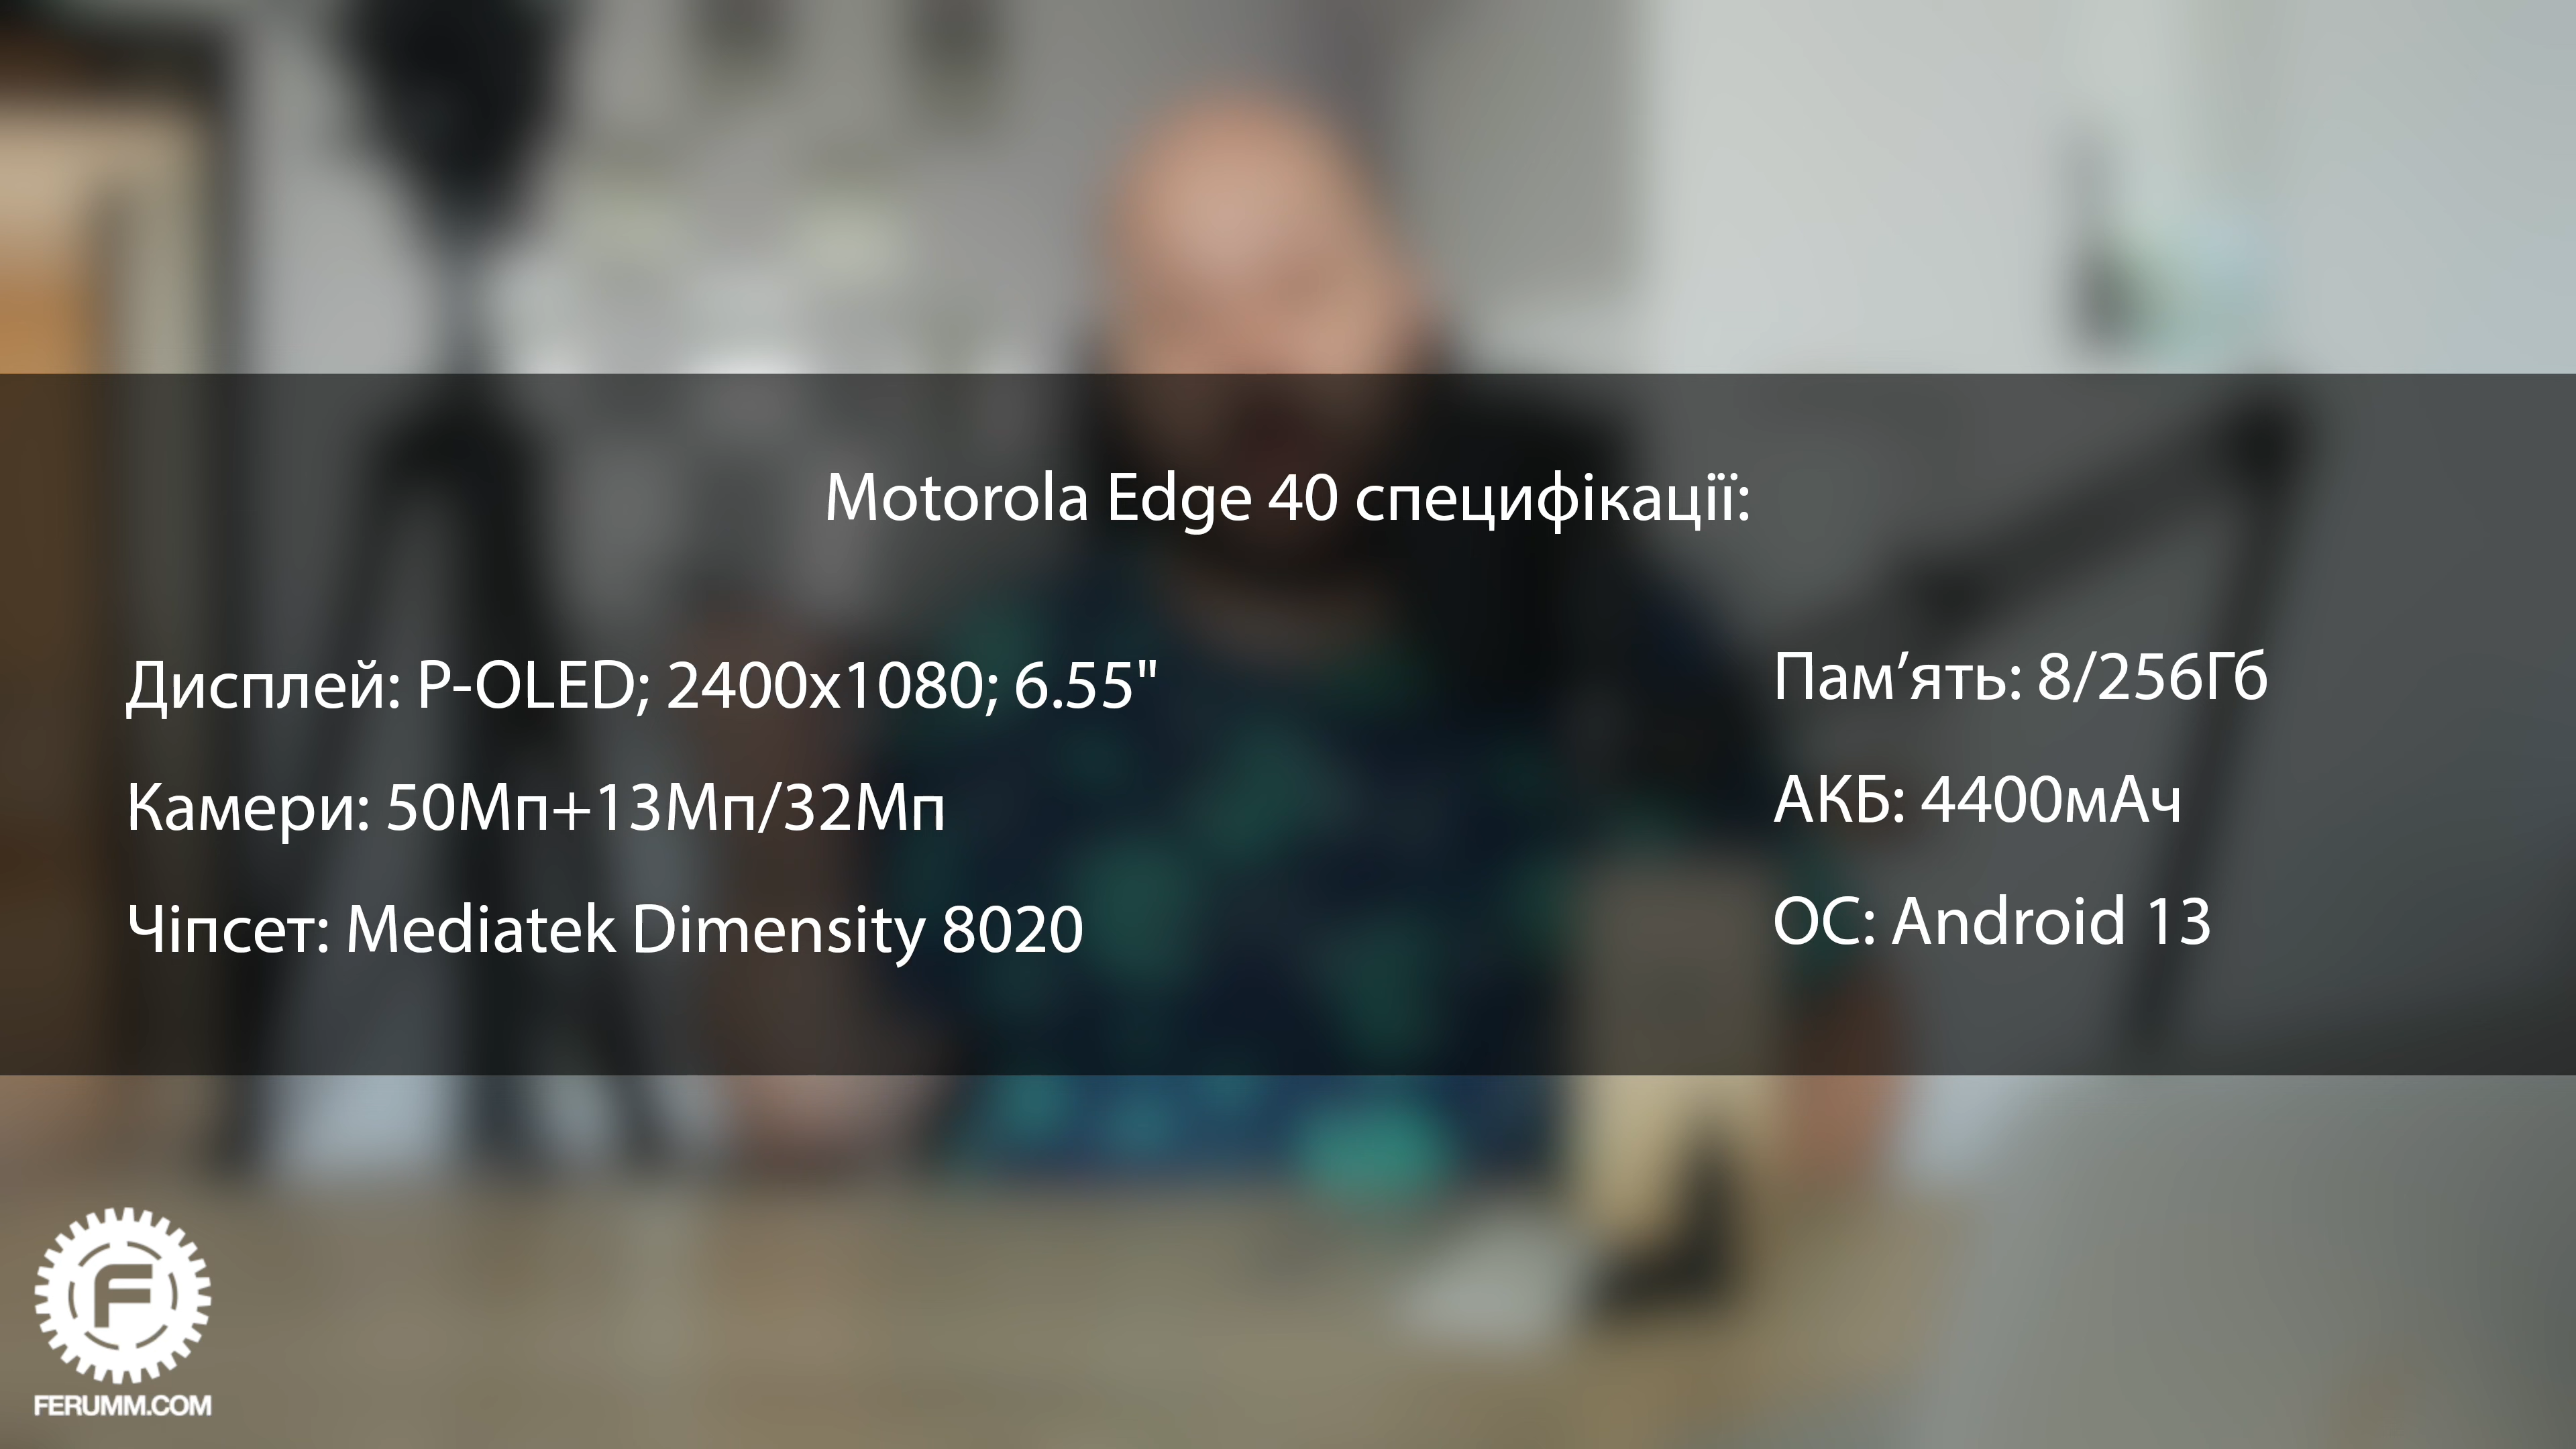 Motorola Edge 40 специфікації:
Дисплей: P-OLED; 2400x1080; 6.55"
Камери: 50Мп+13Мп/32Мп
Чіпсет: Mediatek Dimensity 8020
Пам’ять: 8/256Гб
АКБ: 4400мАч
ОС: Android 13
F
FERUMM.COM